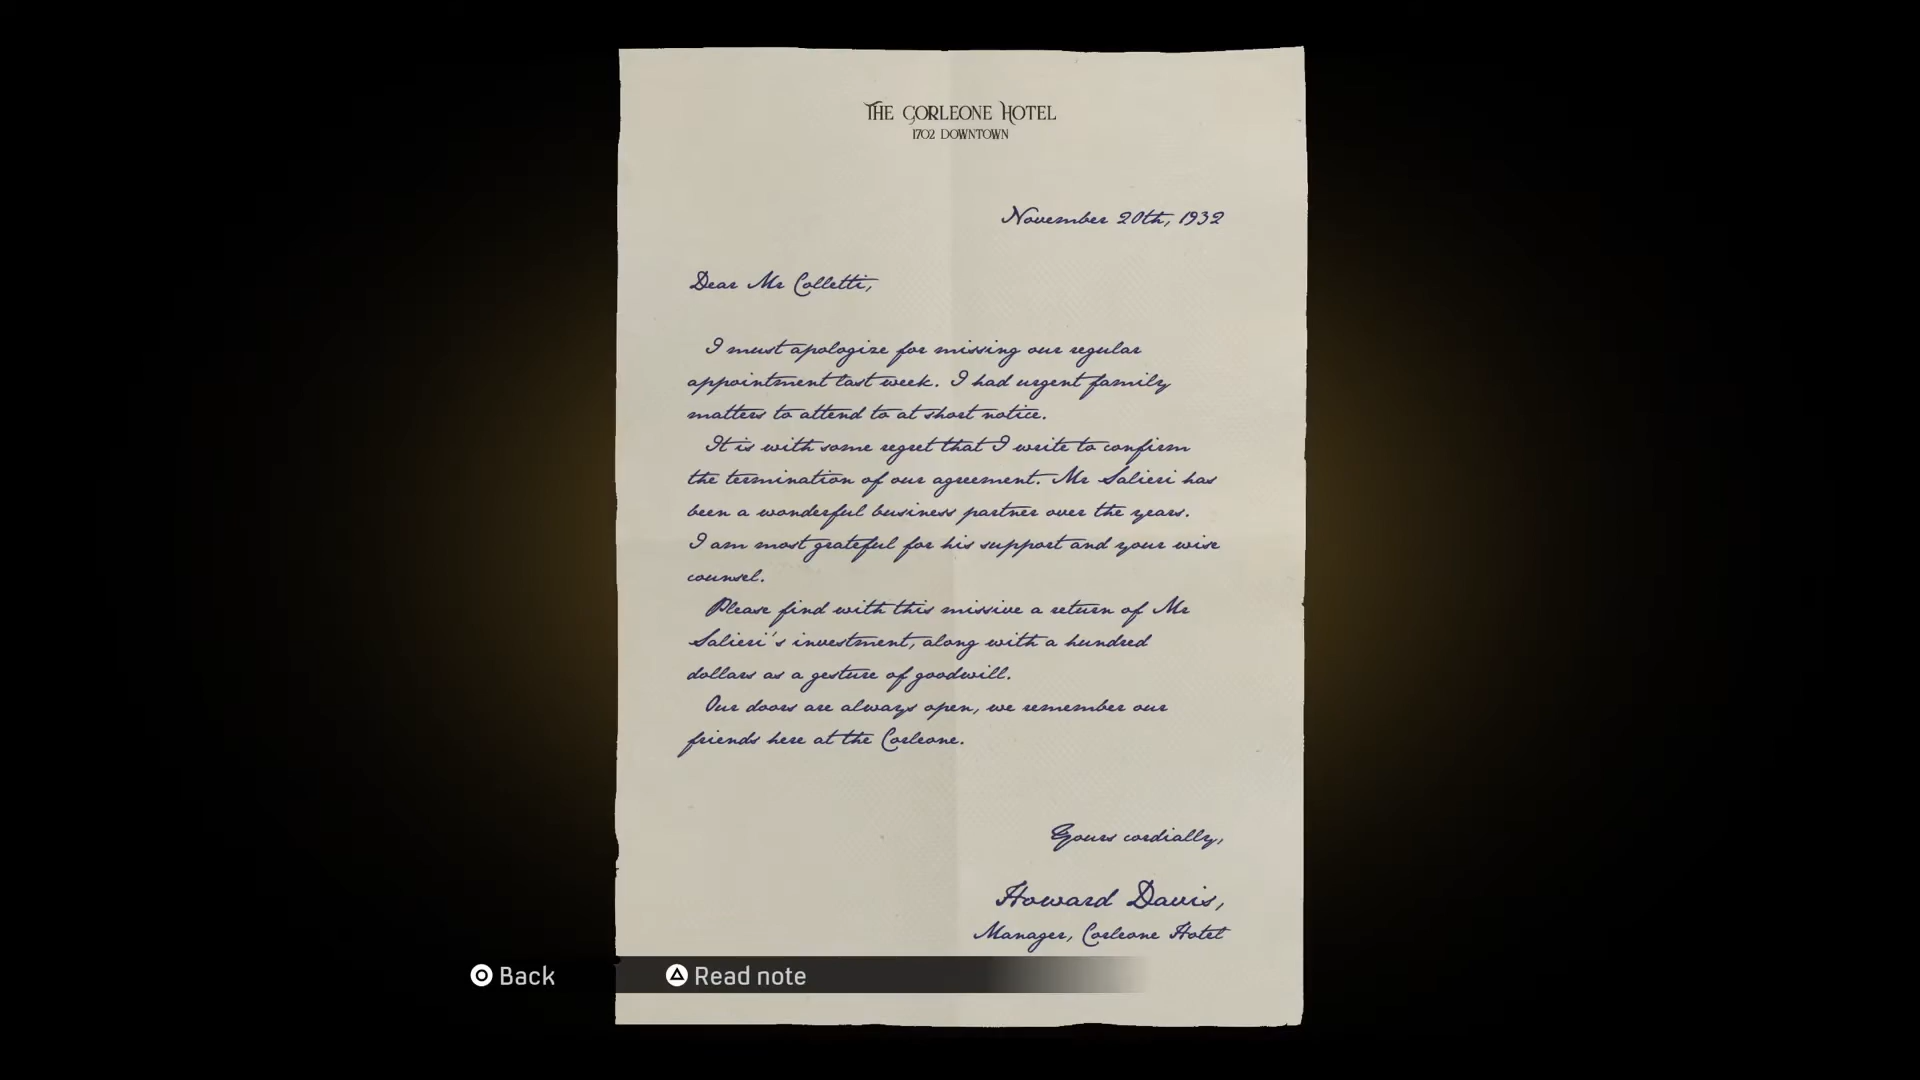 THE CORLEONE HOTEL
1702 DOWNTOWN
November 20th, 1932
Dear Mr Colletti,
I must apologize for missing our regular
appointment last week. I had urgent family
matters to attend to at short notice.
It is with some regret that I write to confirm
the termination of our agreement. Mr Salieri has
been a wonderful business partner over the years.
I am most grateful for his support and your wise
counsel.
Please find with this missive a return of Mr
Salieri's investment, along with a hundred
dollars as a gesture of goodwill.
Our doors are always open, we remember our
friends here at the Corleone.
Yours cordially,
Howard Davis,
Manager, Corleone Hotel
Back
Read note